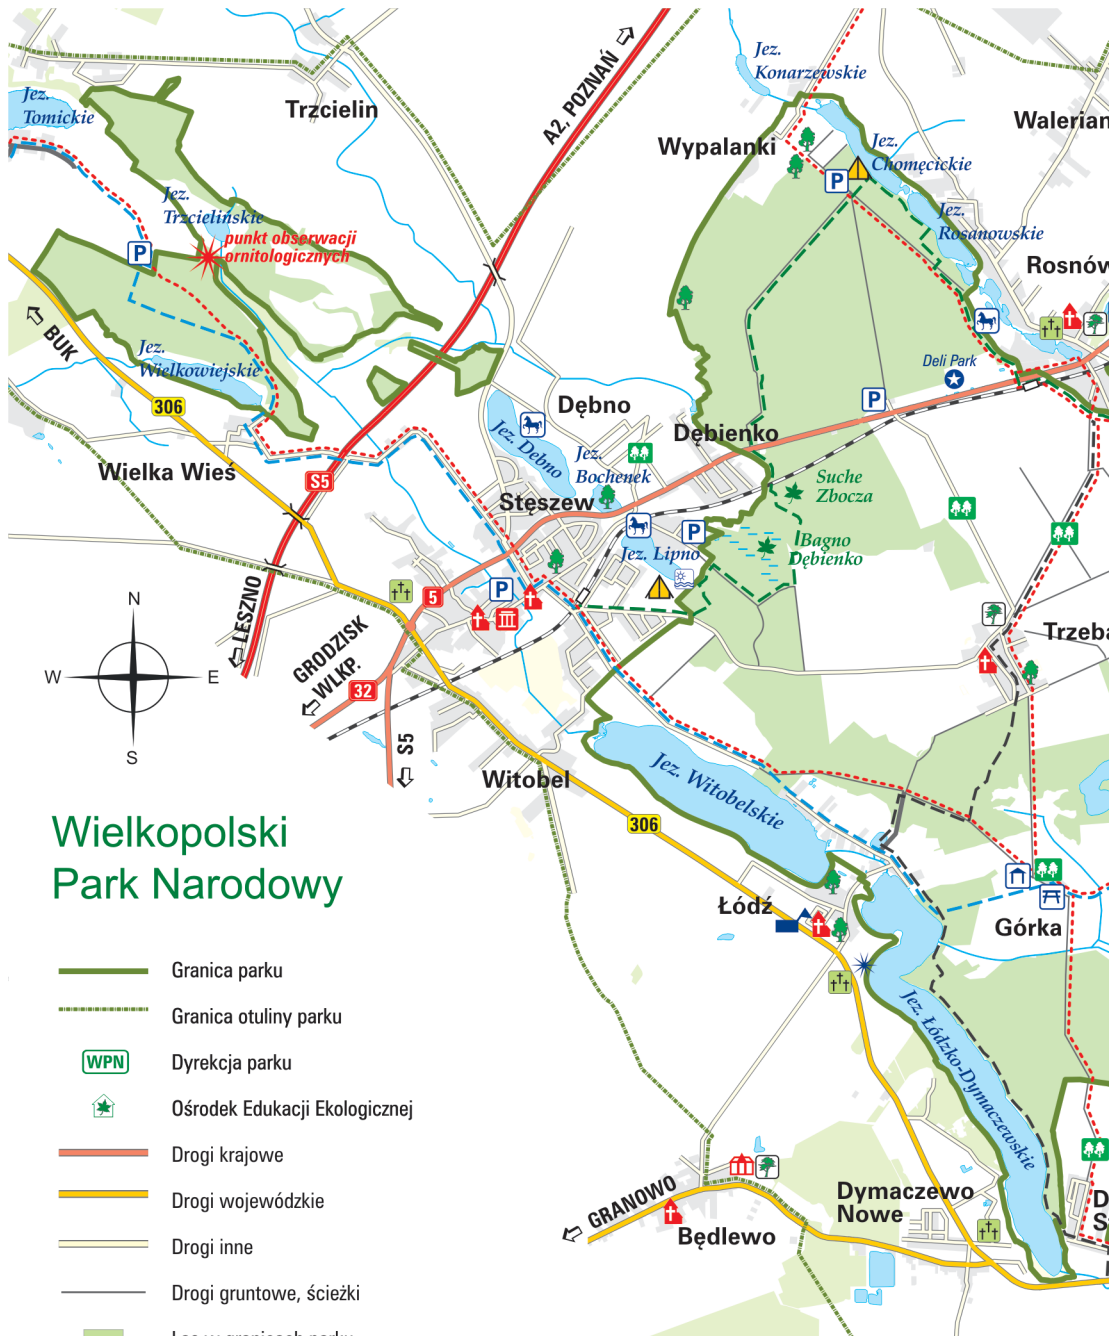 Jez.
Konarzewskie
Jez.
Tomickie
Trzcielin
A2, POZNAŃ
Walerian
Wypalanki
Jez.
Chomęcickie
P
Jez.
Trzcielińskie
Jez.
Rosanowskie
punkt obserwacji
ornitologicznych
P
Rosnów
BUK
Jez.
Wielkowiejskie
Deli Park
306
P
Dębno
Dębienko
Jez. Dębno
Jez.
Bochenek
Wielka Wieś
S5
Suche
Zbocza
Stęszew
P
Jez. Lipno
Bagno
Dębienko
LESZNO
5
P
N
W
E
S
GRODZISK
WLKP.
32
S5
Trzeba
Witobel
Jez. Witobelskie
306
Wielkopolski
Park Narodowy
Łódź
Górka
Granica parku
Granica otuliny parku
WPN
Dyrekcja parku
Ośrodek Edukacji Ekologicznej
Jez. Łódzko-Dymaczewskie
Drogi krajowe
Drogi wojewódzkie
Drogi inne
Drogi gruntowe, ścieżki
GRANOWO
Będlewo
Dymaczewo
Nowe
D
S